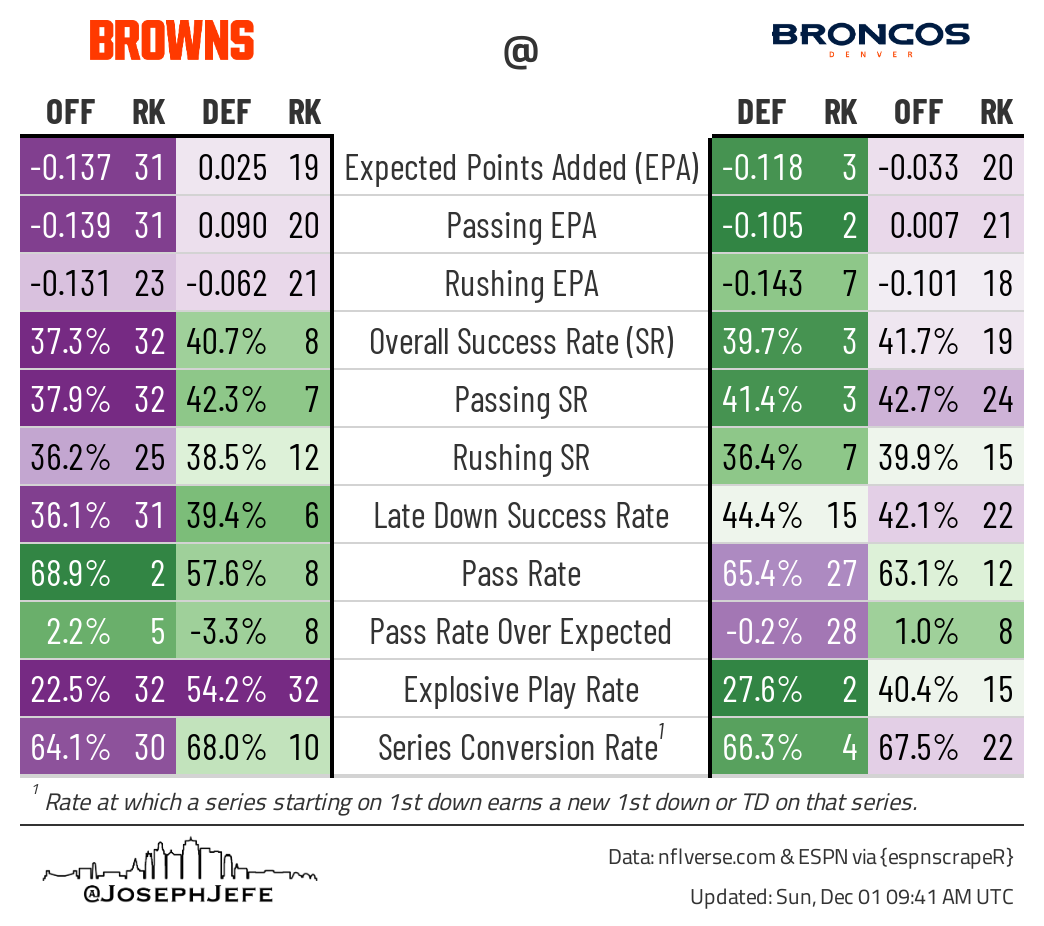 BROWNS @ BRONCOS
DENVER
OFF RK DEF RK DEF RK OFF RK
-0.137 31 0.025 19 Expected Points Added (EPA) -0.118 3 -0.033 20
-0.139 31 0.090 20 Passing EPA -0.105 2 0.007 21
-0.131 23 -0.062 21 Rushing EPA -0.143 7 -0.101 18
37.3% 32 40.7% 8 Overall Success Rate (SR) 39.7% 3 41.7% 19
37.9% 32 42.3% 7 Passing SR 41.4% 3 42.7% 24
36.2% 25 38.5% 12 Rushing SR 36.4% 7 39.9% 15
36.1% 31 39.4% 6 Late Down Success Rate 44.4% 15 42.1% 22
68.9% 2 57.6% 8 Pass Rate 65.4% 27 63.1% 12
2.2% 5 -3.3% 8 Pass Rate Over Expected -0.2% 28 1.0% 8
22.5% 32 54.2% 32 Explosive Play Rate 27.6% 2 40.4% 15
64.1% 30 68.0% 10 Series Conversion Rate1 66.3% 4 67.5% 22
1 Rate at which a series starting on 1st down earns a new 1st down or TD on that series.
@JOSEPHJEFE
Data: nflverse.com & ESPN via {espnscrapeR}
Updated: Sun, Dec 01 09:41 AM UTC